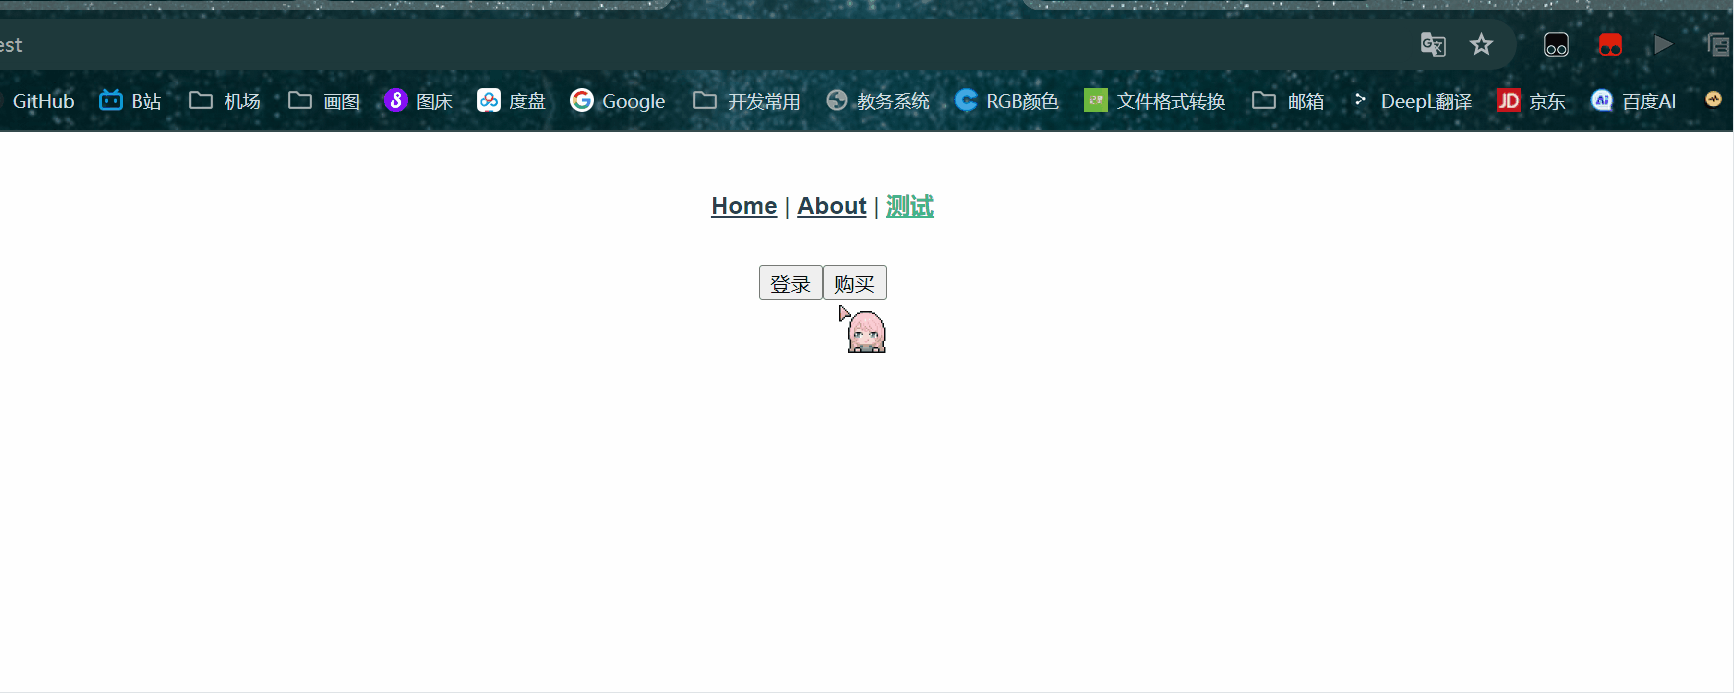 est
GitHub B站 机场 画图 图床 度盘 Google 开发常用 教务系统 RGB颜色 文件格式转换 邮箱 DeepL翻译 JD 京东 Ai 百度AI
Home | About | 测试
登录 购买